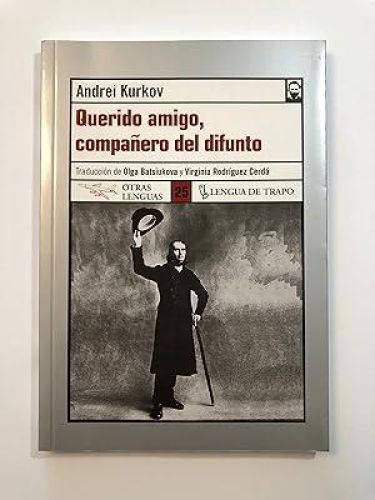 Andrei Kurkov
Querido amigo,
compañero del difunto
Traducción de Olga Batsiukova y Virginia Rodríguez Cerdá
OTRAS
LENGUAS
25
LENGUA DE TRAPO